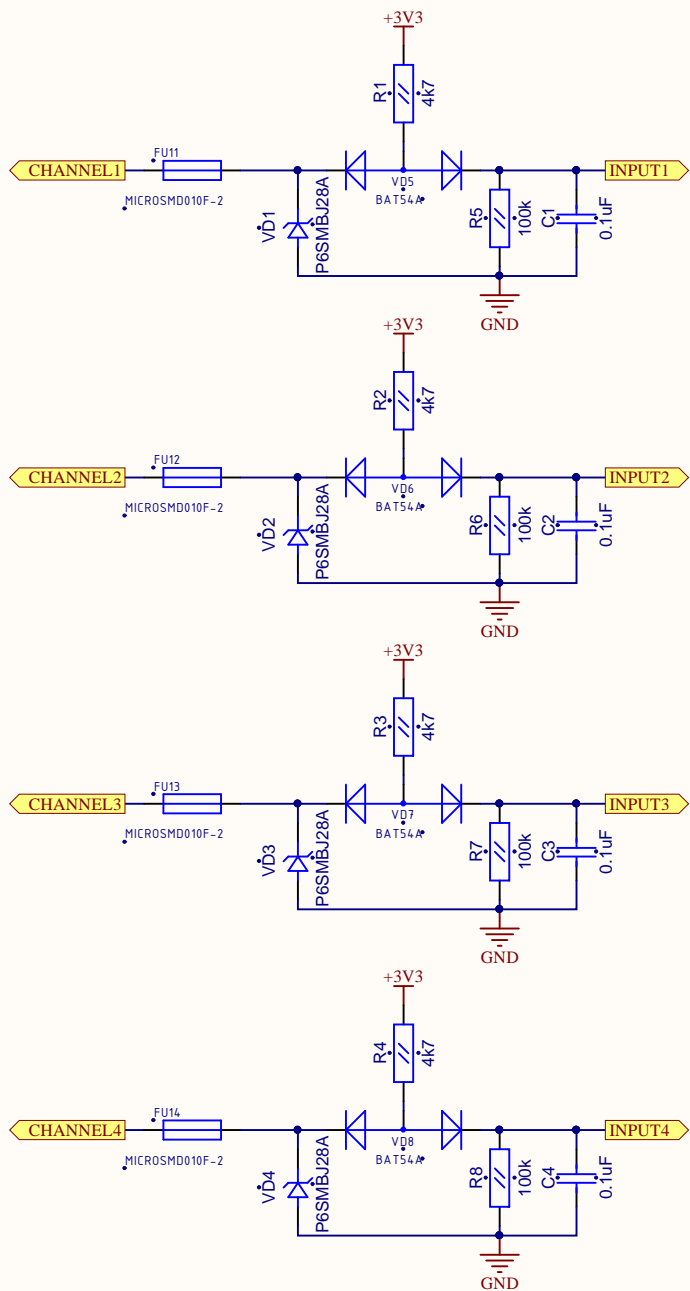 +3V3
R1
4k7
FU11
CHANNEL1
INPUT1
MICROSMD010F-2
VD5
BAT54A
VD1
P6SMBJ28A
R5
100k
C1
0.1uF
GND
+3V3
R2
4k7
FU12
CHANNEL2
INPUT2
MICROSMD010F-2
VD6
BAT54A
VD2
P6SMBJ28A
R6
100k
C2
0.1uF
GND
+3V3
R3
4k7
FU13
CHANNEL3
INPUT3
MICROSMD010F-2
VD7
BAT54A
VD3
P6SMBJ28A
R7
100k
C3
0.1uF
GND
+3V3
R4
4k7
FU14
CHANNEL4
INPUT4
MICROSMD010F-2
VD8
BAT54A
VD4
P6SMBJ28A
R8
100k
C4
0.1uF
GND